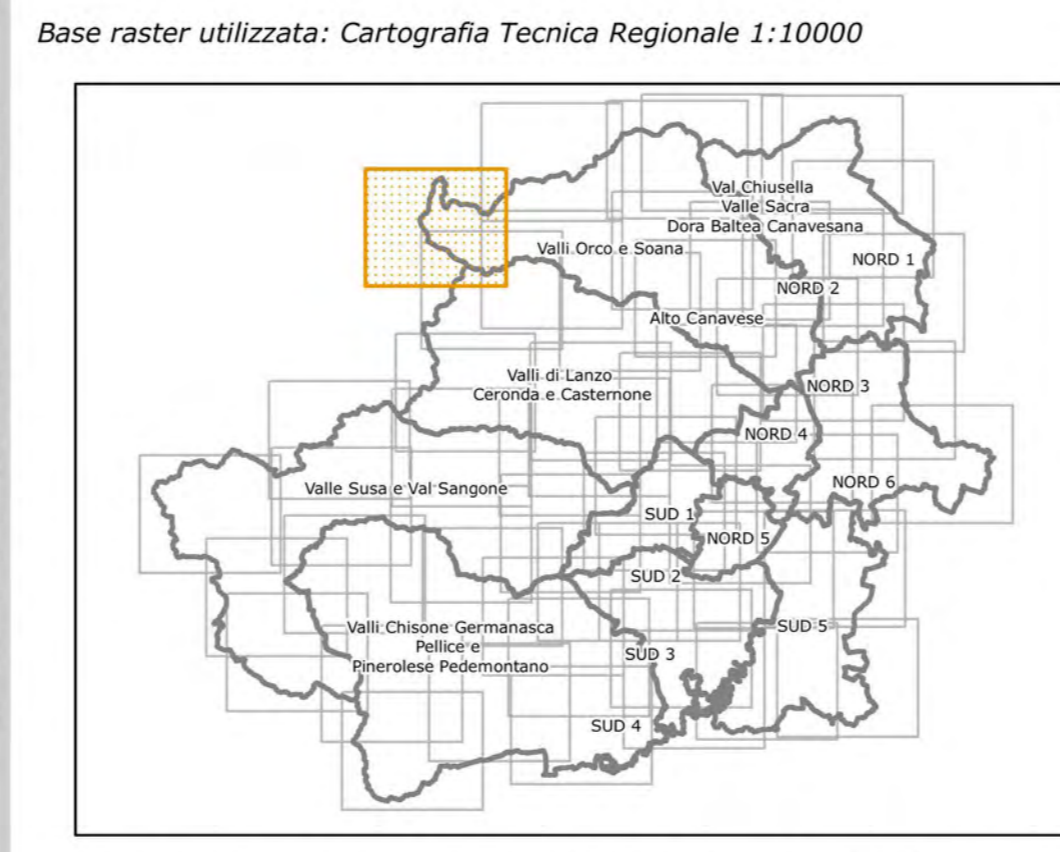 Base raster utilizzata: Cartografia Tecnica Regionale 1:10000
Val Chiusella
Valle Sacra
Dora Baltea Canavesana
Valli Orco e Soana
NORD 1
NORD 2
Alto Canavese
Valli di Lanzo
Ceronda e Casternone
NORD 3
NORD 4
Valle Susa e Val Sangone
NORD 6
SUD 1
NORD 5
SUD 2
Valli Chisone Germanasca
Pellice e
Pinerolese Pedemontano
SUD 5
SUD 3
SUD 4